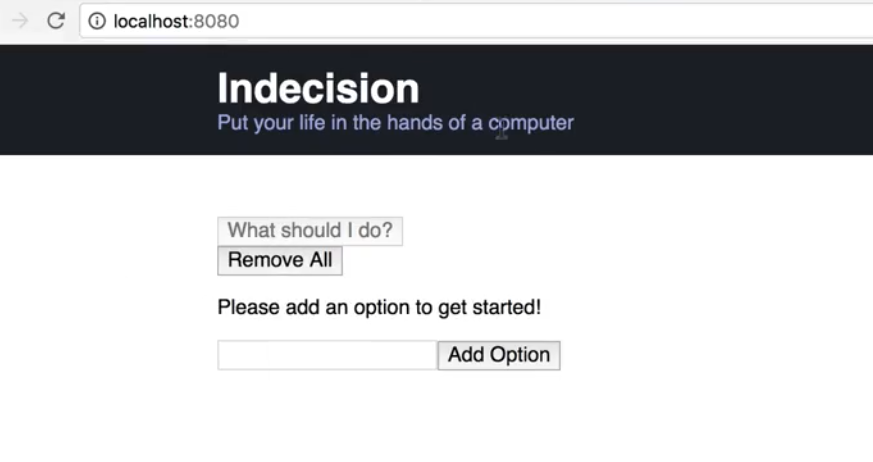 localhost:8080
Indecision
Put your life in the hands of a computer
What should I do?
Remove All
Please add an option to get started!
Add Option